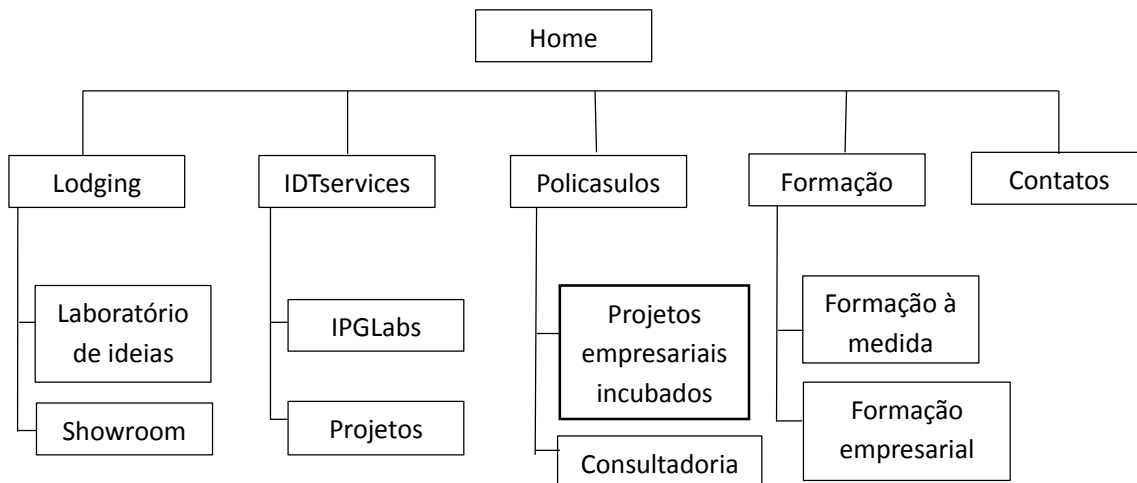 Home
Lodging
IDTservices
Policasulos
Formação
Contatos
Laboratório
de ideias
Showroom
IPGLabs
Projetos
Projetos
empresariais
incubados
Consultadoria
Formação à
medida
Formação
empresarial